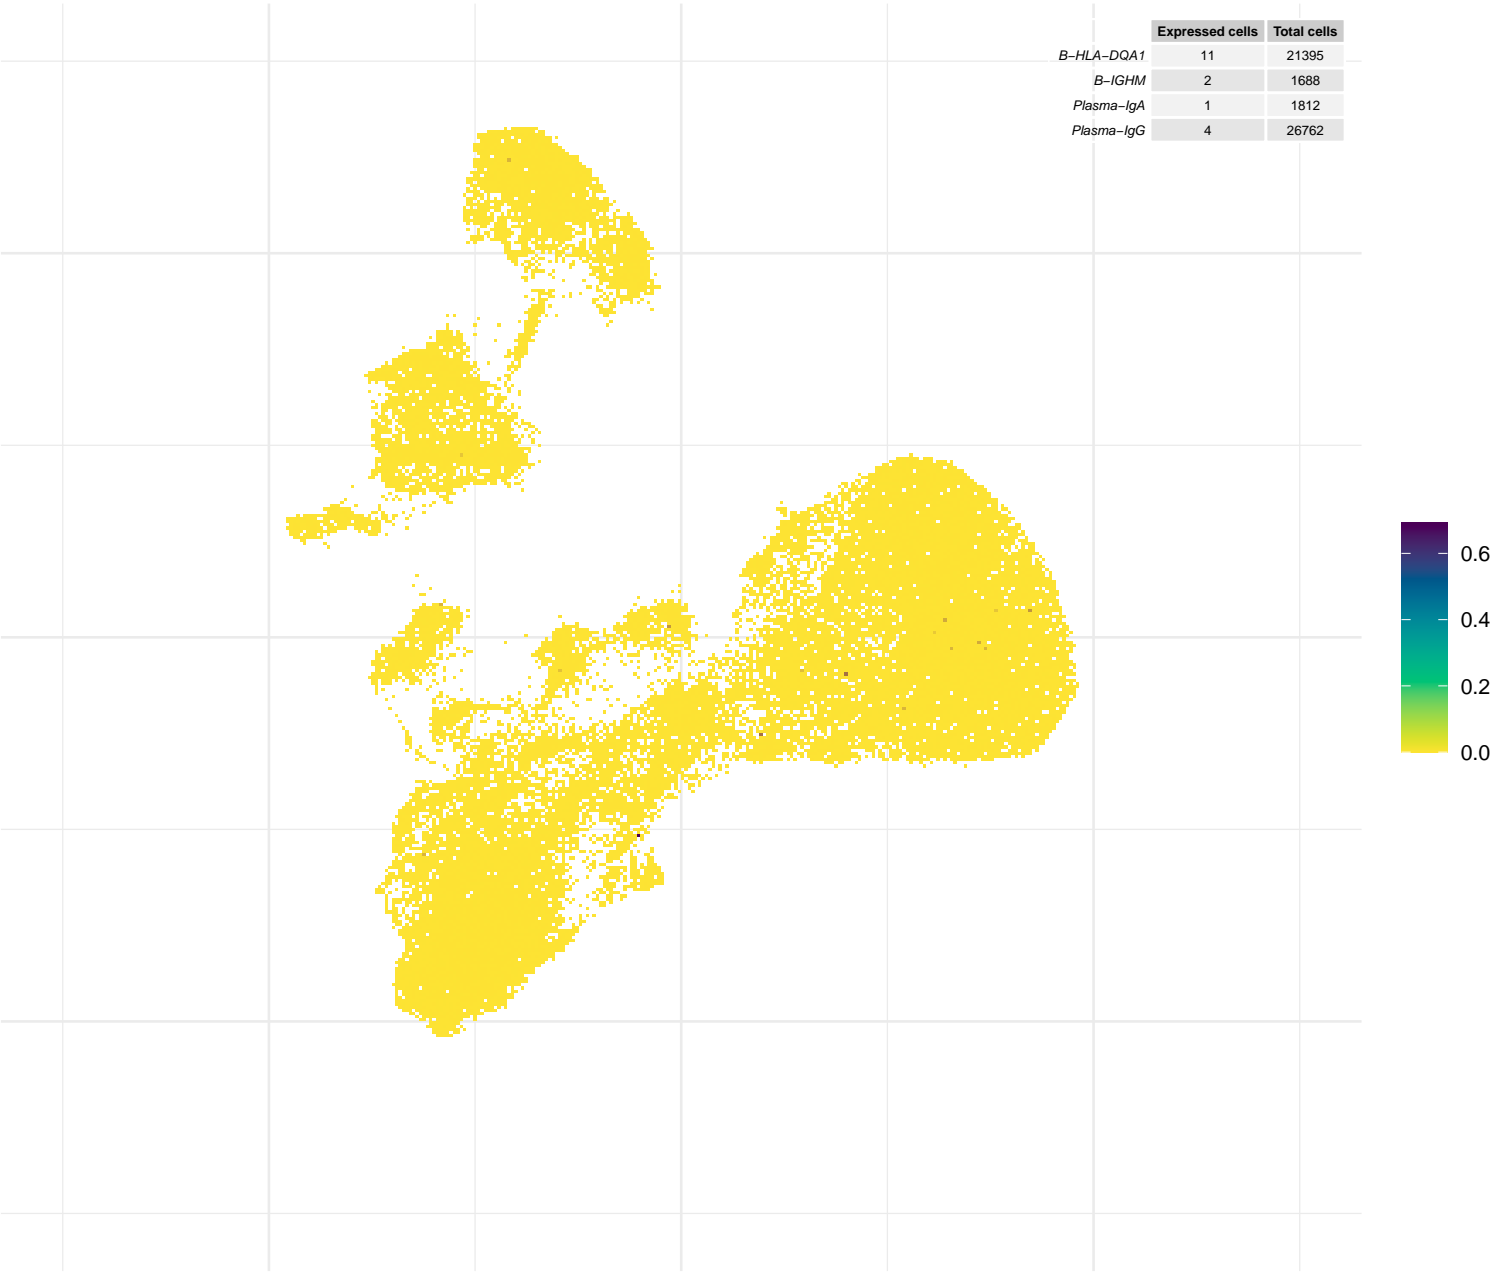 Expressed cells Total cells
B−HLA−DQA1 11 21395
B−IGHM 2 1688
Plasma−IgA 1 1812
Plasma−IgG 4 26762
0.6
0.4
0.2
0.0